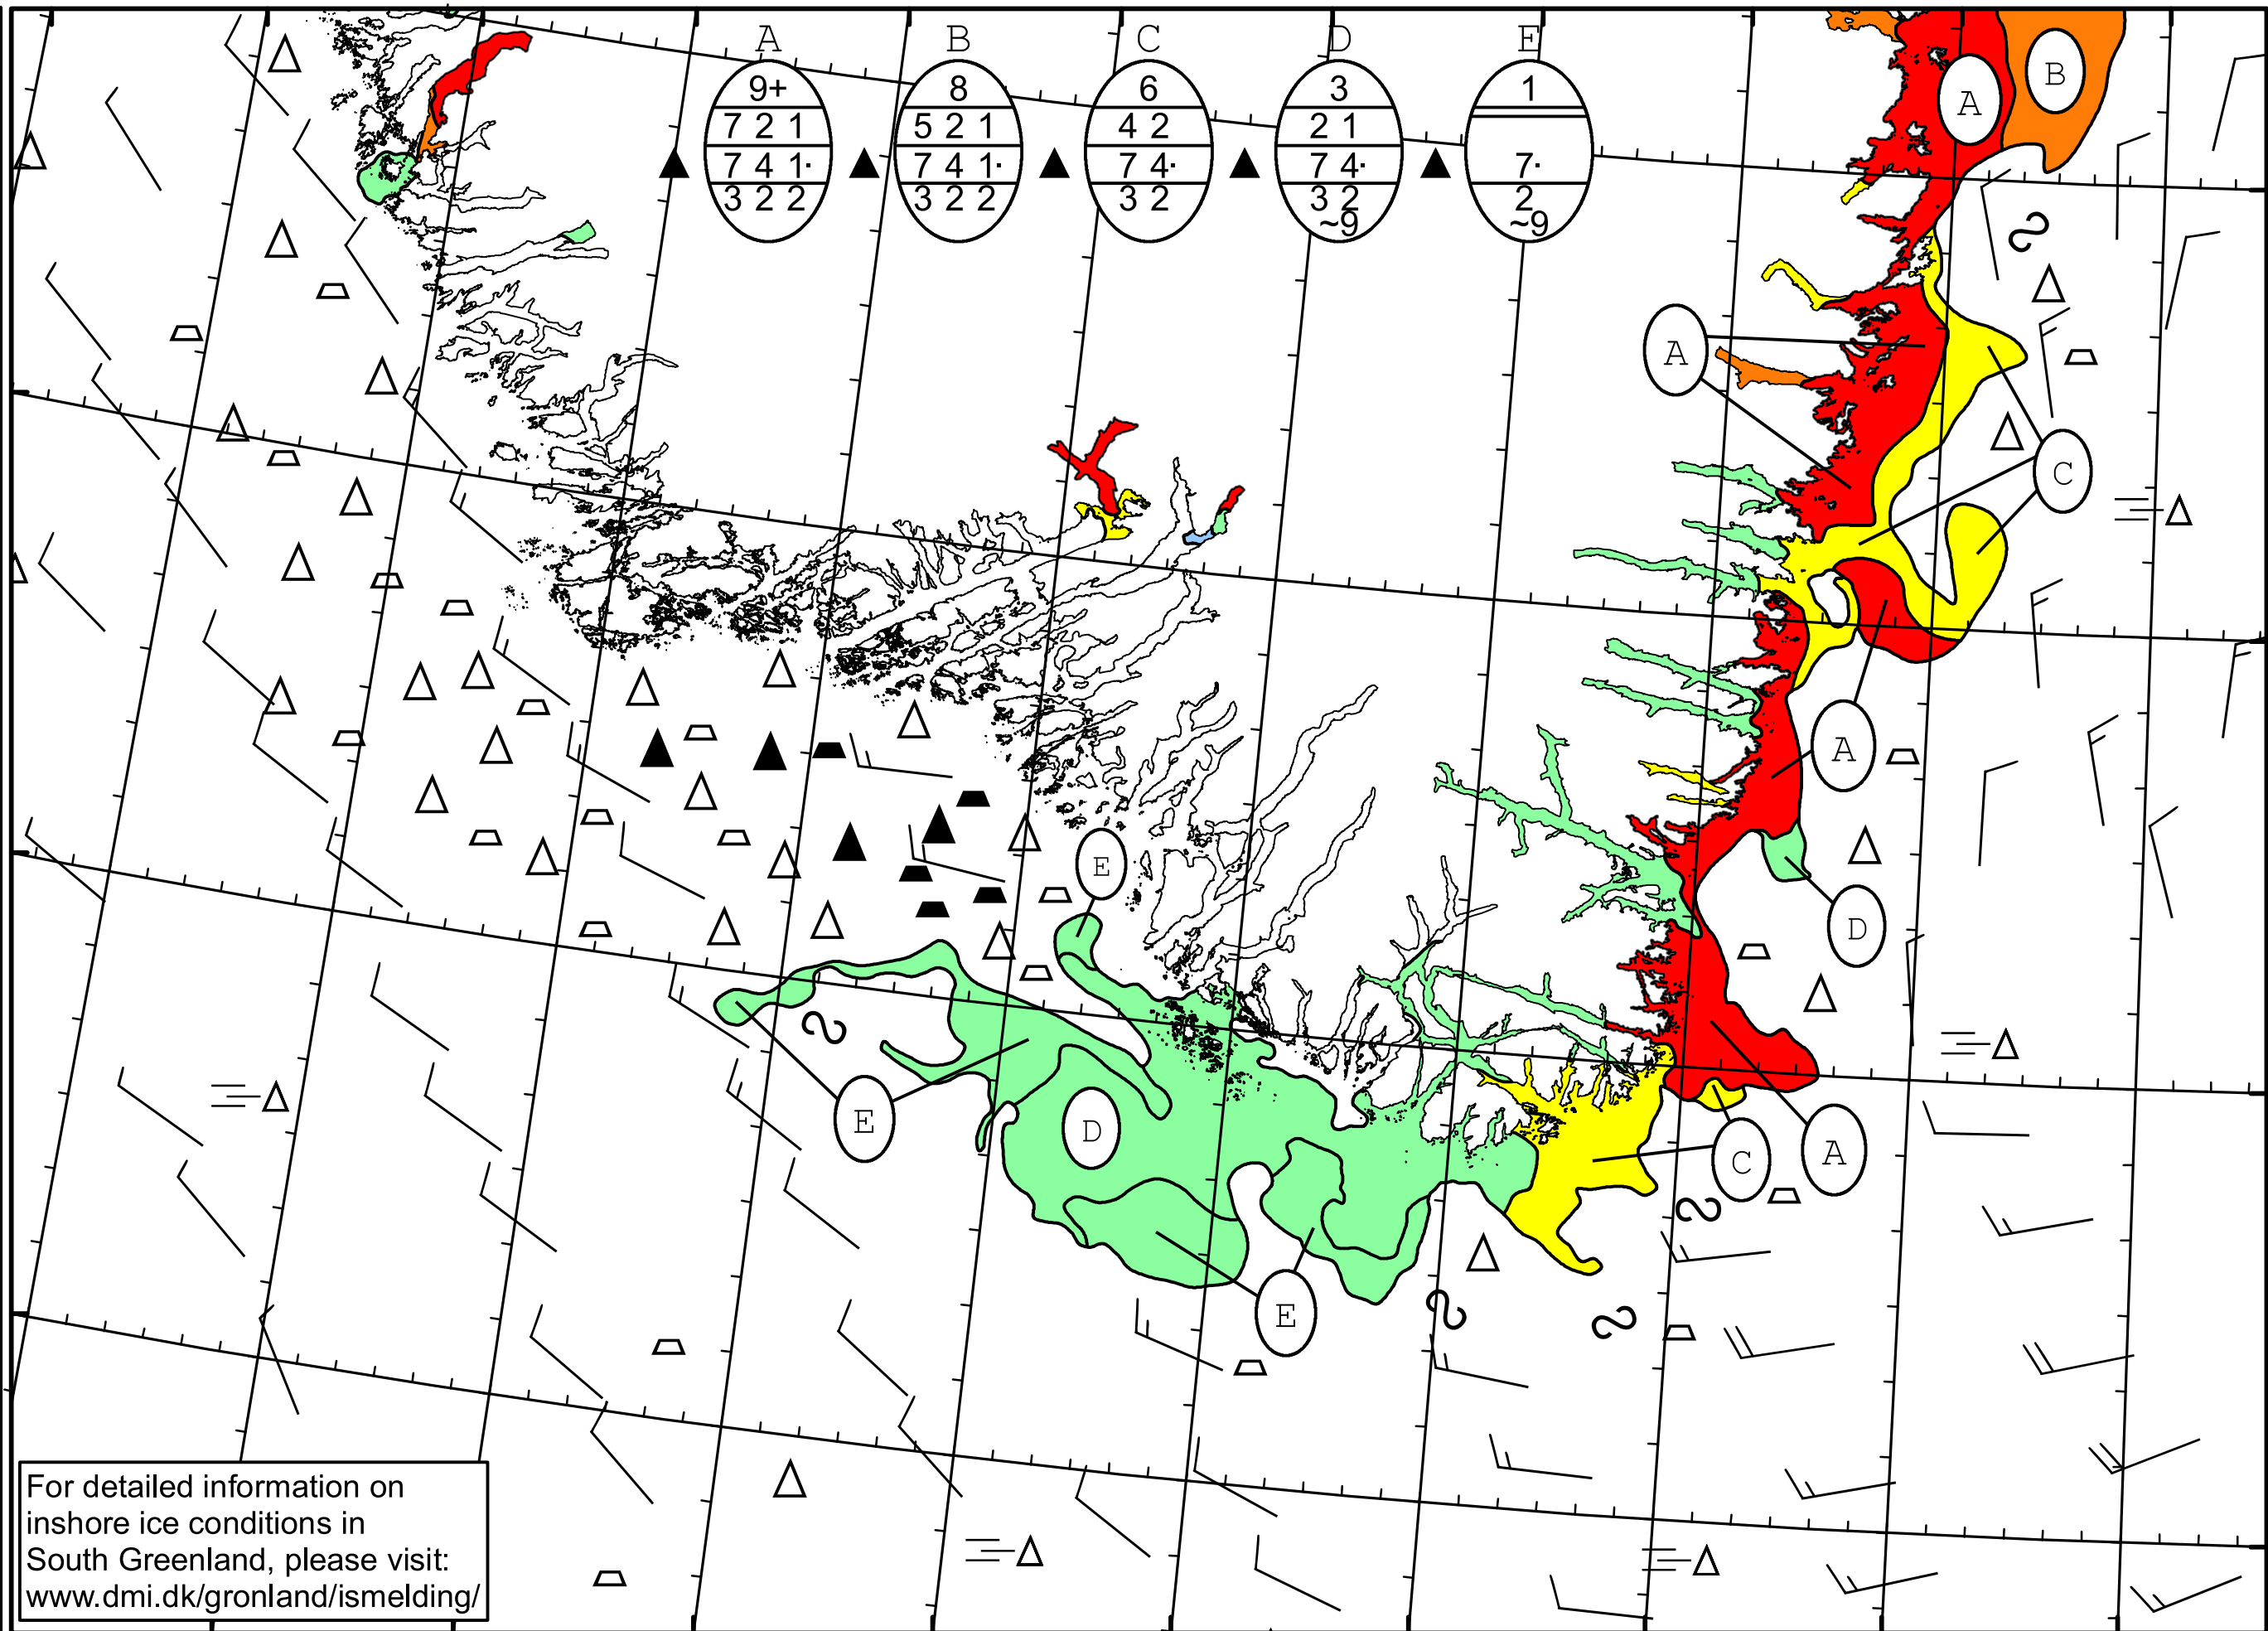 A B C D E
9+ 8 6 3 1
7 2 1 5 2 1 4 2 2 1
7 4 1· 7 4 1· 7 4· 7 4· 7·
3 2 2 3 2 2 3 2 3 2 2
~9 ~9
B
A
A
C
A
E
D
E
D
C A
E
For detailed information on
inshore ice conditions in
South Greenland, please visit:
www.dmi.dk/gronland/ismelding/